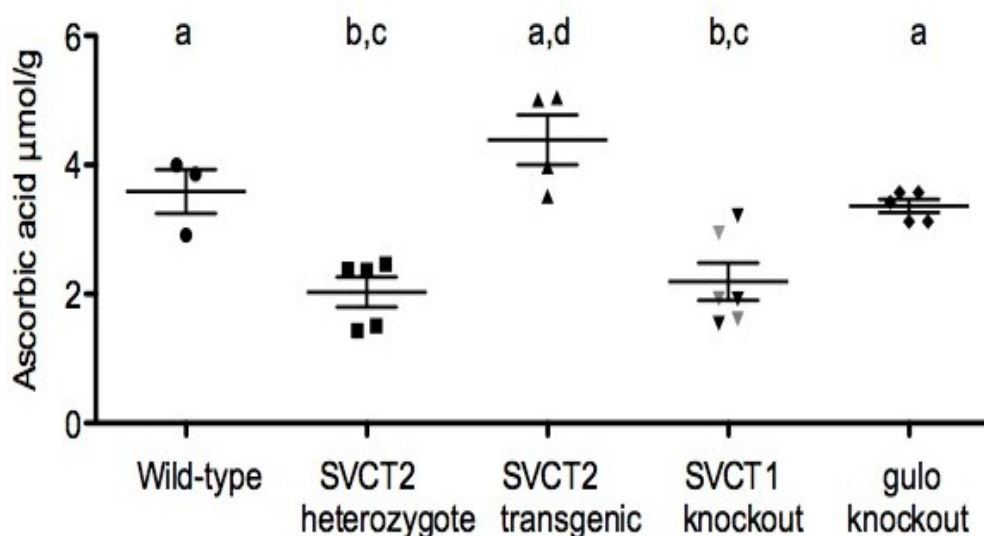 Ascorbic acid µmol/g
6
4
2
0
a
b,c
a,d
b,c
a
Wild-type
SVCT2
heterozygote
SVCT2
transgenic
SVCT1
knockout
gulo
knockout